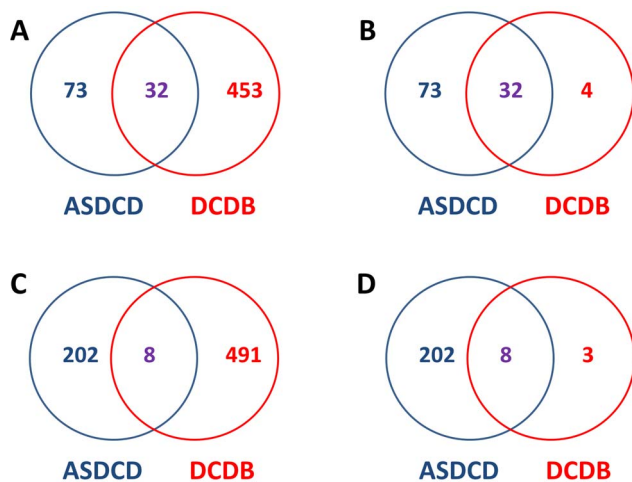 A
73 32 453
ASDCD DCDB
B
73 32 4
ASDCD DCDB
C
202 8 491
ASDCD DCDB
D
202 8 3
ASDCD DCDB